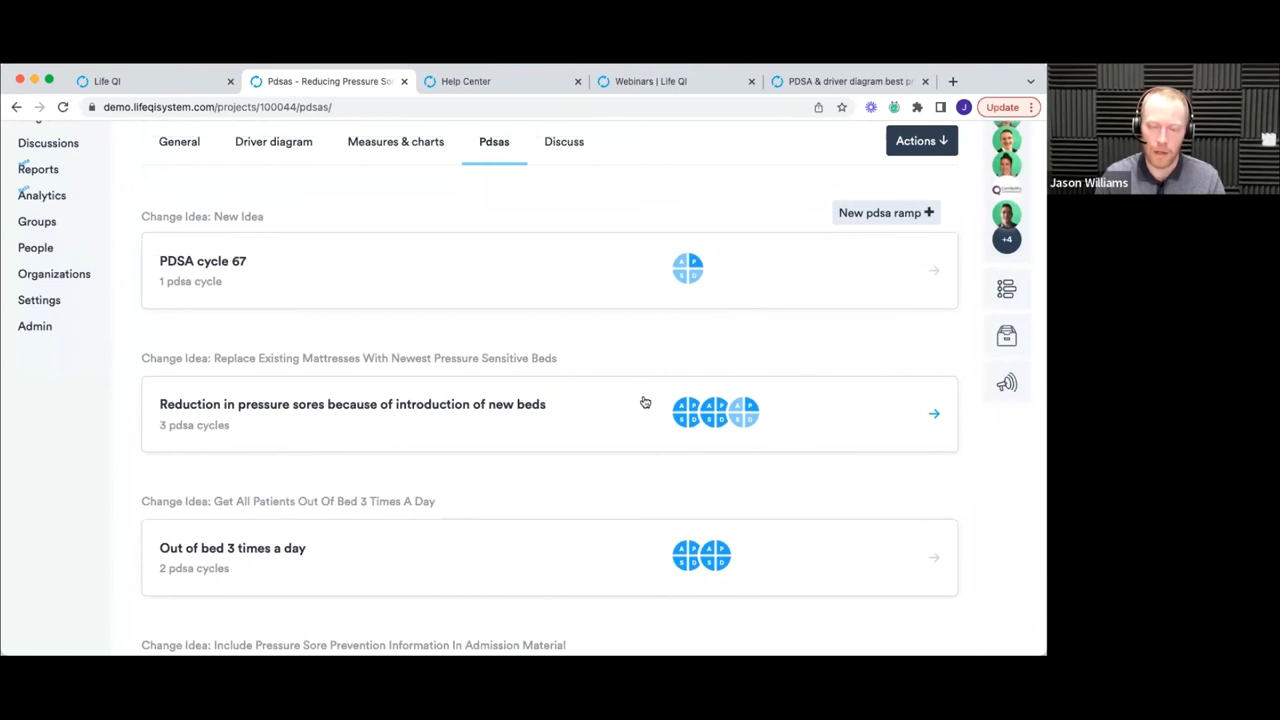 Life QI
Pdsas - Reducing Pressure So
Help Center
Webinars | Life QI
PDSA & driver diagram best p
demo.lifeqisystem.com/projects/100044/pdsas/
J
Update
Discussions
Reports
Analytics
Groups
People
Organizations
Settings
Admin
General
Driver diagram
Measures & charts
Pdsas
Discuss
Actions
Change Idea: New Idea
New pdsa ramp +
PDSA cycle 67
1 pdsa cycle
A P
S D
Change Idea: Replace Existing Mattresses With Newest Pressure Sensitive Beds
Reduction in pressure sores because of introduction of new beds
3 pdsa cycles
A P A P A P
S D S D S D
Change Idea: Get All Patients Out Of Bed 3 Times A Day
Out of bed 3 times a day
2 pdsa cycles
A P A P
S D S D
Change Idea: Include Pressure Sore Prevention Information In Admission Material
+4
Jason Williams